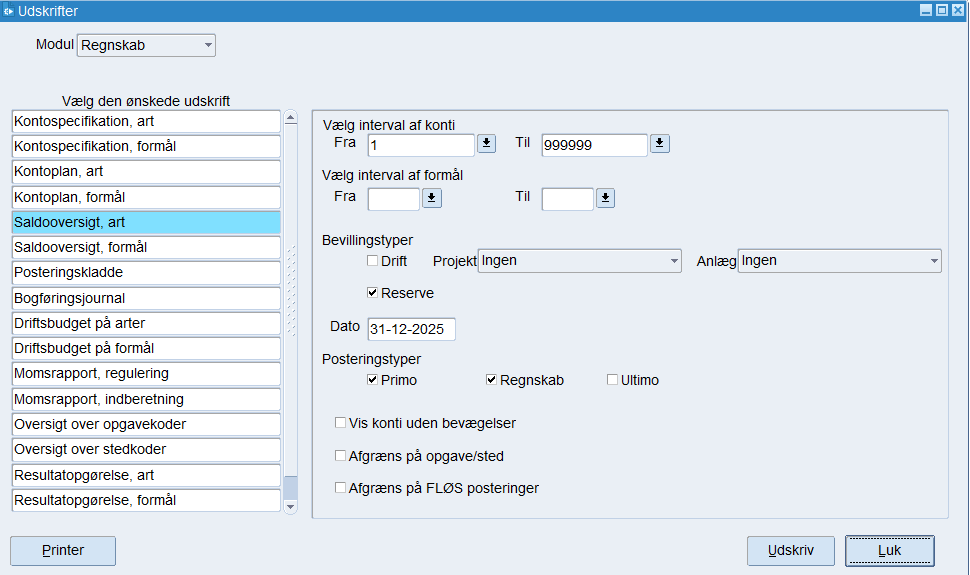 Udskrifter
Modul Regnskab
Vælg den ønskede udskrift
Kontospecifikation, art
Kontospecifikation, formål
Kontoplan, art
Kontoplan, formål
Saldooversigt, art
Saldooversigt, formål
Posteringskladde
Bogføringsjournal
Driftsbudget på arter
Driftsbudget på formål
Momsrapport, regulering
Momsrapport, indberetning
Oversigt over opgavekoder
Oversigt over stedkoder
Resultatopgørelse, art
Resultatopgørelse, formål
Vælg interval af konti
Fra 1 Til 999999
Vælg interval af formål
Fra Til
Bevillingstyper
Drift Projekt Ingen Anlæg Ingen
Reserve
Dato 31-12-2025
Posteringstyper
Primo Regnskab Ultimo
Vis konti uden bevægelser
Afgræns på opgave/sted
Afgræns på FLØS posteringer
Printer Udskriv Luk